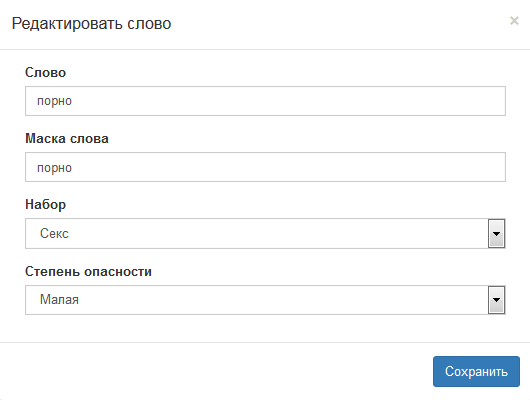 Редактировать слово ×
Слово
порно
Маска слова
порно
Набор
Секс
Степень опасности
Малая
Сохранить